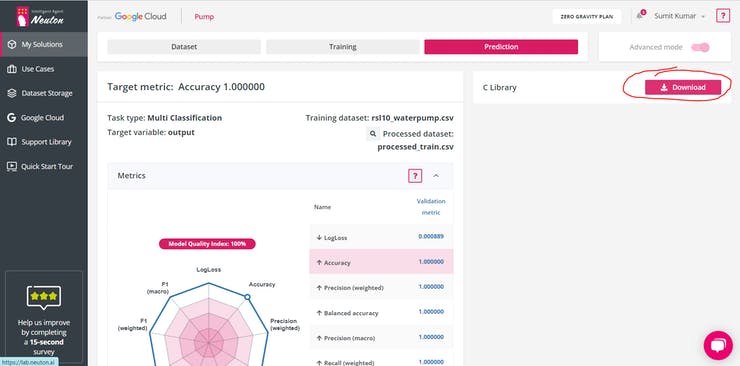 Intelligent Agent
Neuton
Partner Google Cloud
Pump
ZERO GRAVITY PLAN
Sumit Kumar
?
My Solutions
Use Cases
Dataset Storage
Google Cloud
Support Library
Quick Start Tour
Help us improve
by completing
a 15-second
survey
https://lab.neuton.ai
Dataset
Training
Prediction
Advanced mode
Target metric: Accuracy 1.000000
Task type: Multi Classification
Target variable: output
Training dataset: rsl10_waterpump.csv
Processed dataset:
processed_train.csv
Metrics
?
Model Quality Index: 100%
LogLoss
F1
(macro)
Accuracy
F1
(weighted)
Precision
(weighted)
Name
Validation
metric
LogLoss 0.000889
Accuracy 1.000000
Precision (weighted) 1.000000
Balanced accuracy 1.000000
Precision (macro) 1.000000
Recall (weighted) 1.000000
C Library
Download